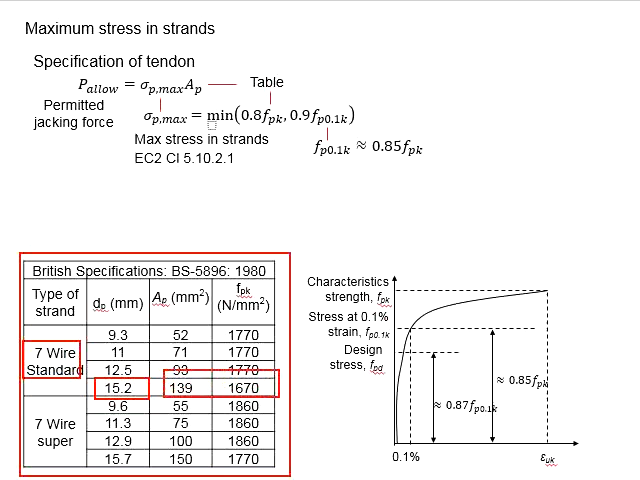 Maximum stress in strands
Specification of tendon
P_allow = σ_p,max A_p
Table
Permitted
jacking force
σ_p,max = min(0.8f_pk, 0.9f_p0.1k)
Max stress in strands
EC2 Cl 5.10.2.1
f_p0.1k ≈ 0.85f_pk
British Specifications: BS-5896: 1980
Type of strand d_p (mm) A_p (mm²) f_pk (N/mm²)
7 Wire Standard
9.3 52 1770
11 71 1770
12.5 93 1770
15.2 139 1670
7 Wire super
9.6 55 1860
11.3 75 1860
12.9 100 1860
15.7 150 1770
Characteristics
strength, f_pk
Stress at 0.1%
strain, f_p0.1k
Design
stress, f_pd
≈ 0.85f_pk
≈ 0.87f_p0.1k
0.1%
ε_uk